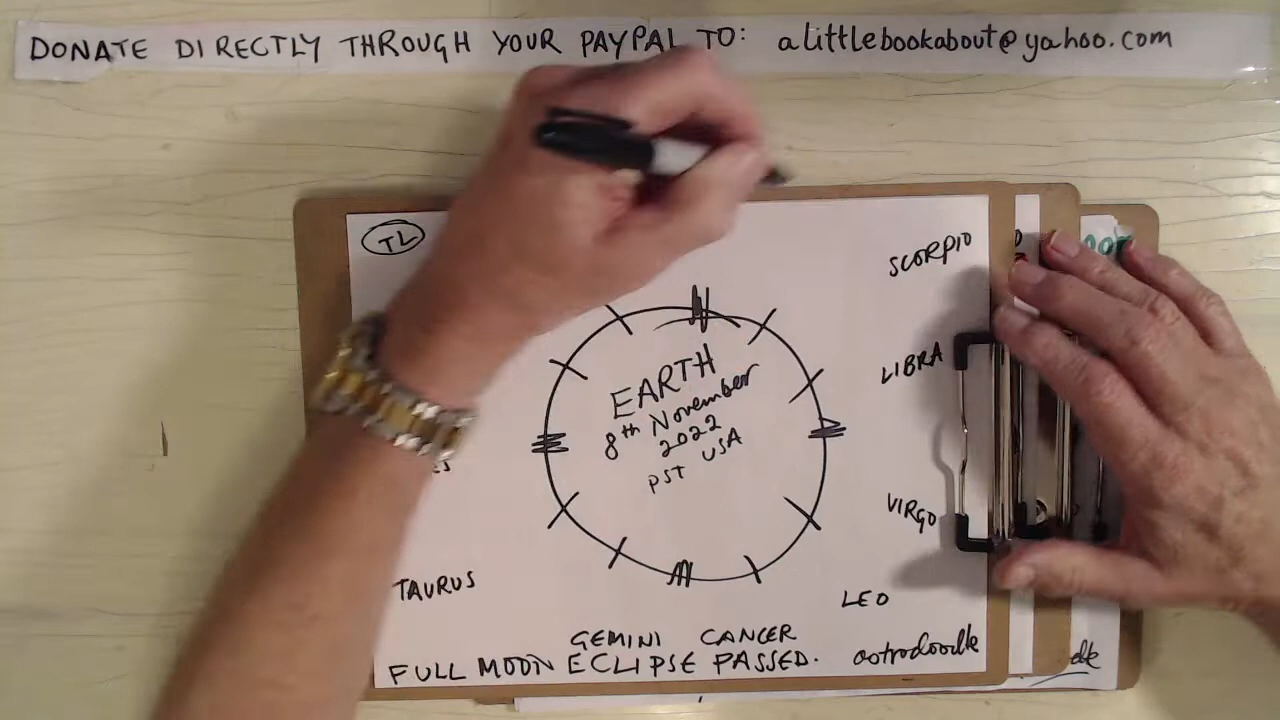 DONATE DIRECTLY THROUGH YOUR PAYPAL TO: alittlebookabout@yahoo.com
TL
SCORPIO
LIBRA
EARTH
8th November
2022
PST USA
VIRGO
TAURUS
LEO
GEMINI CANCER
FULL MOON ECLIPSE PASSED.
astrodoodle